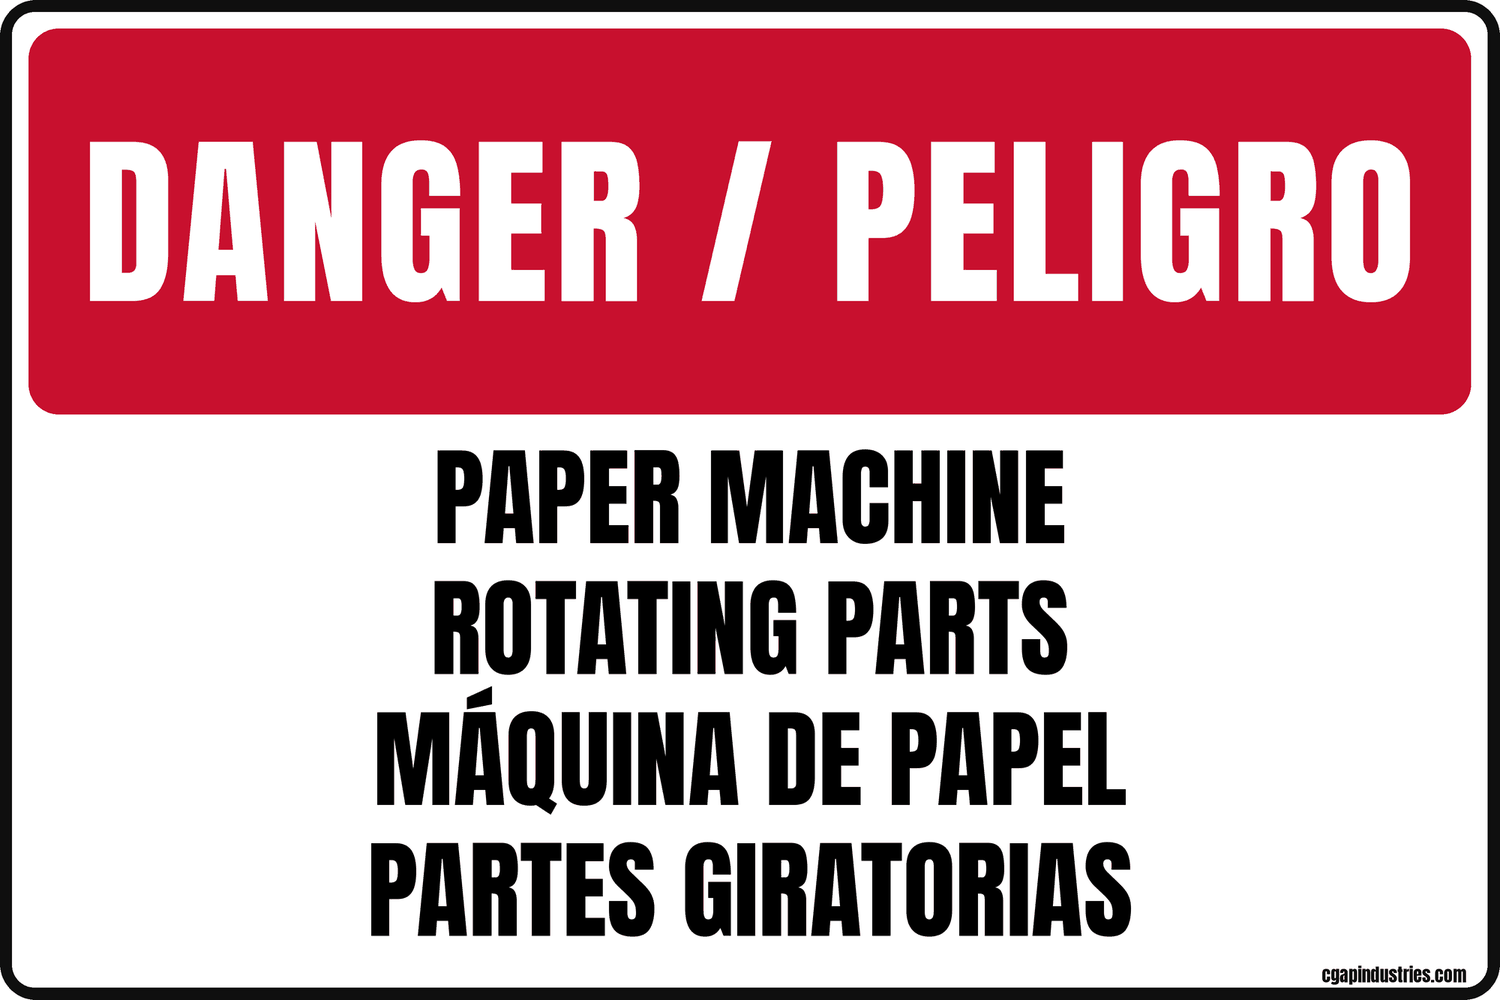 DANGER / PELIGRO
PAPER MACHINE
ROTATING PARTS
MÁQUINA DE PAPEL
PARTES GIRATORIAS
cgapindustries.com